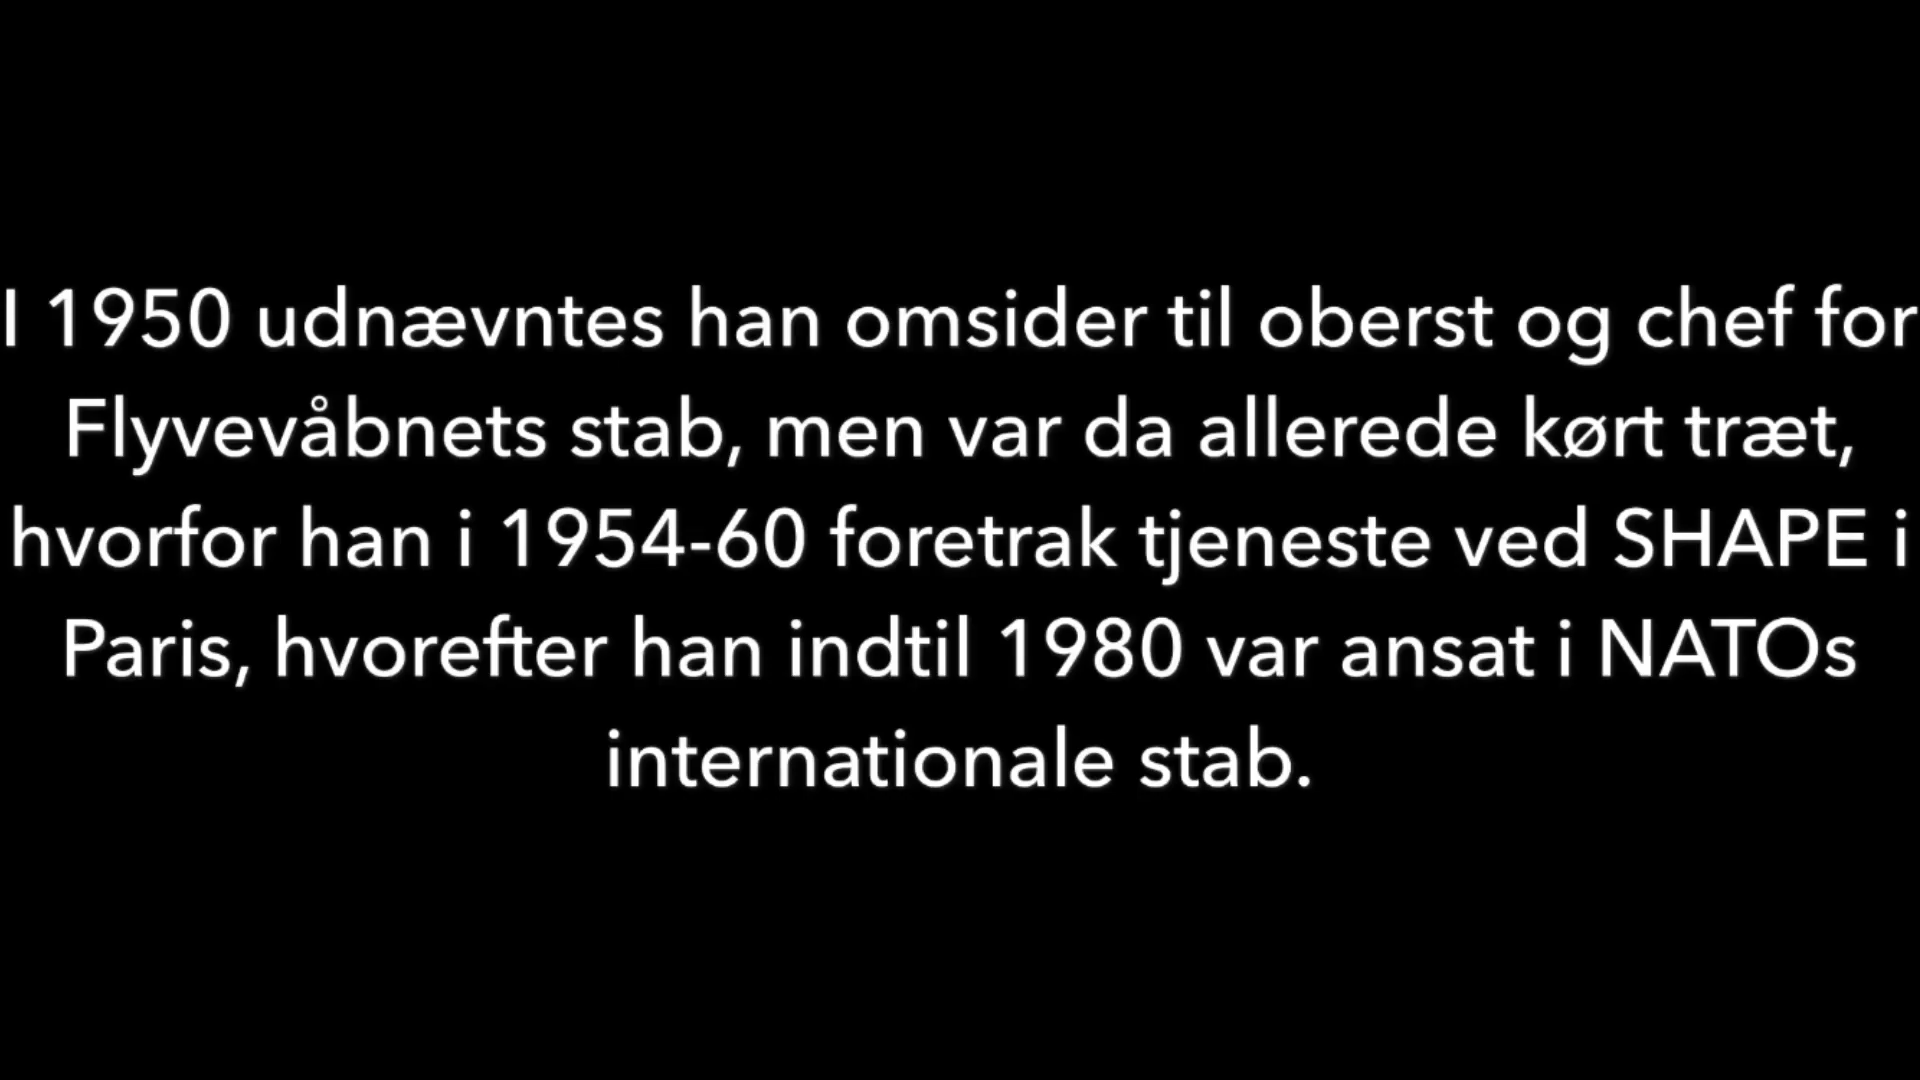 I 1950 udnævntes han omsider til oberst og chef for
Flyvevåbnets stab, men var da allerede kørt træt,
hvorfor han i 1954-60 foretrak tjeneste ved SHAPE i
Paris, hvorefter han indtil 1980 var ansat i NATOs
internationale stab.